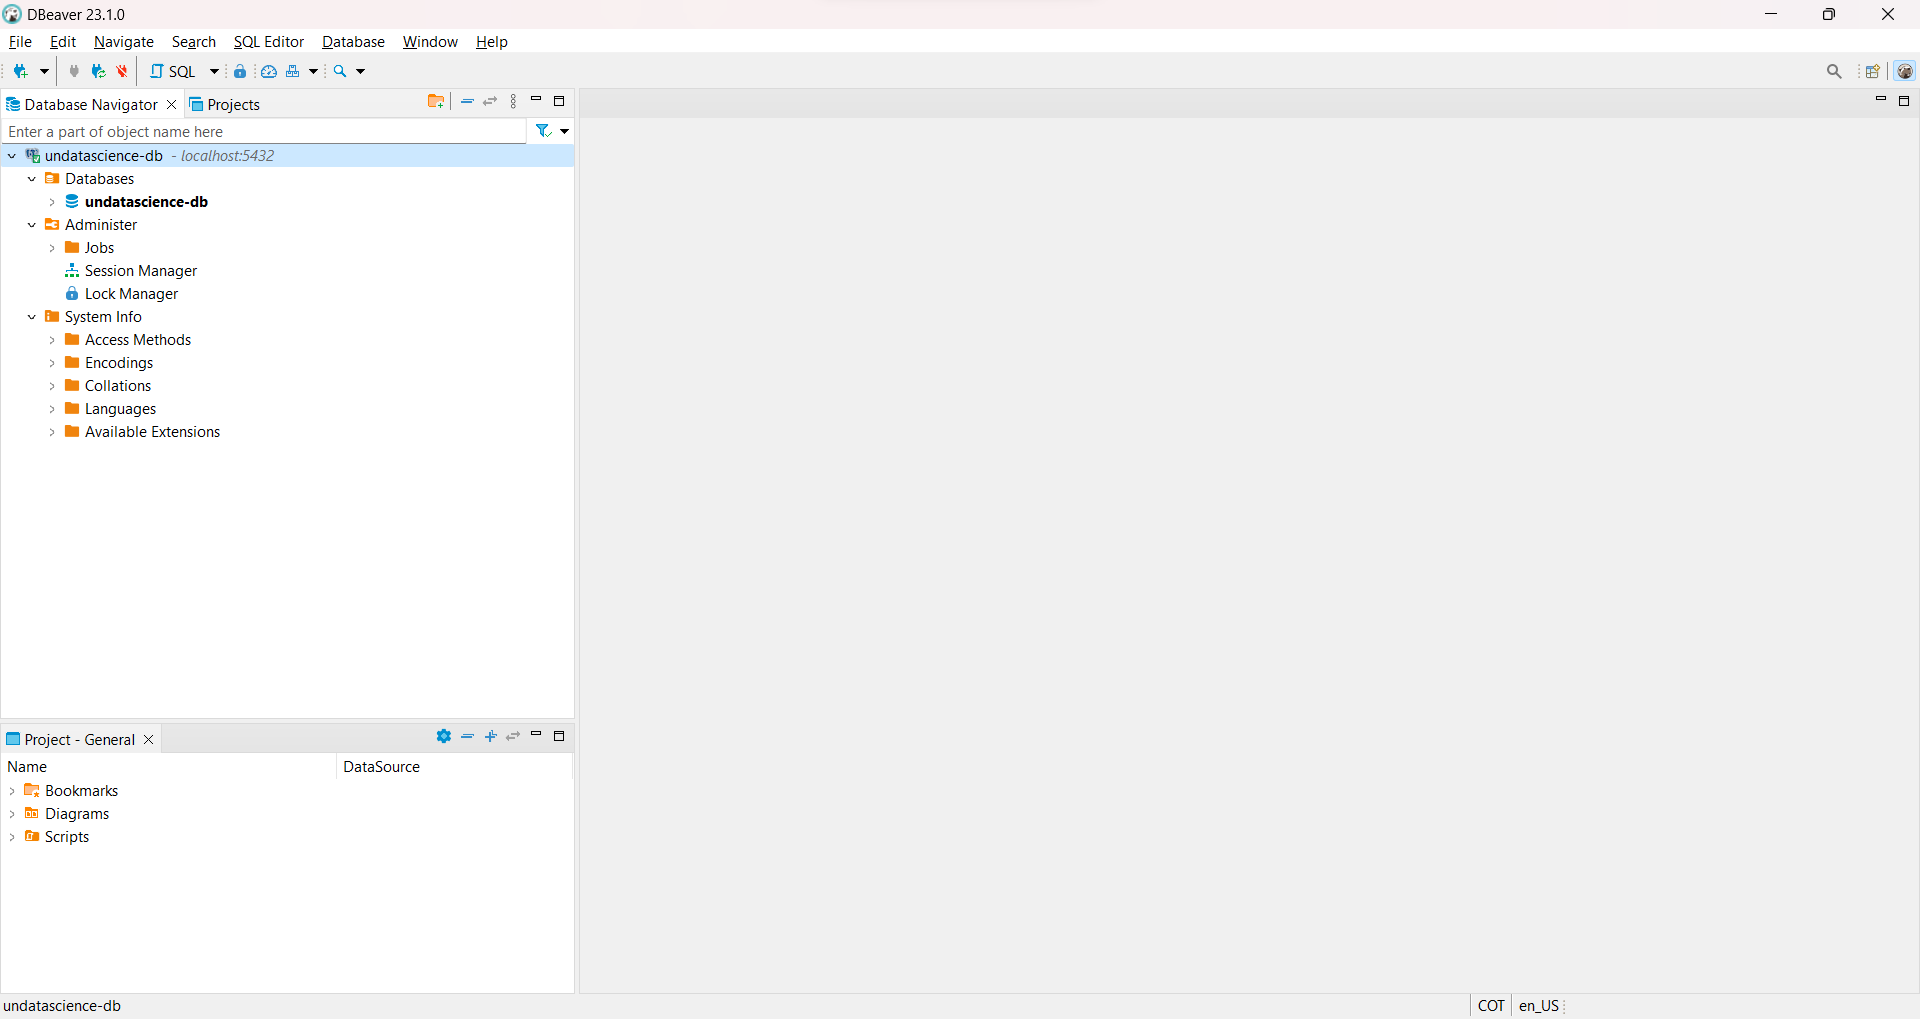 DBeaver 23.1.0
File Edit Navigate Search SQL Editor Database Window Help
SQL
Database Navigator Projects
Enter a part of object name here
undatascience-db - localhost:5432
Databases
undatascience-db
Administer
Jobs
Session Manager
Lock Manager
System Info
Access Methods
Encodings
Collations
Languages
Available Extensions
Project - General
Name DataSource
Bookmarks
Diagrams
Scripts
undatascience-db COT en_US